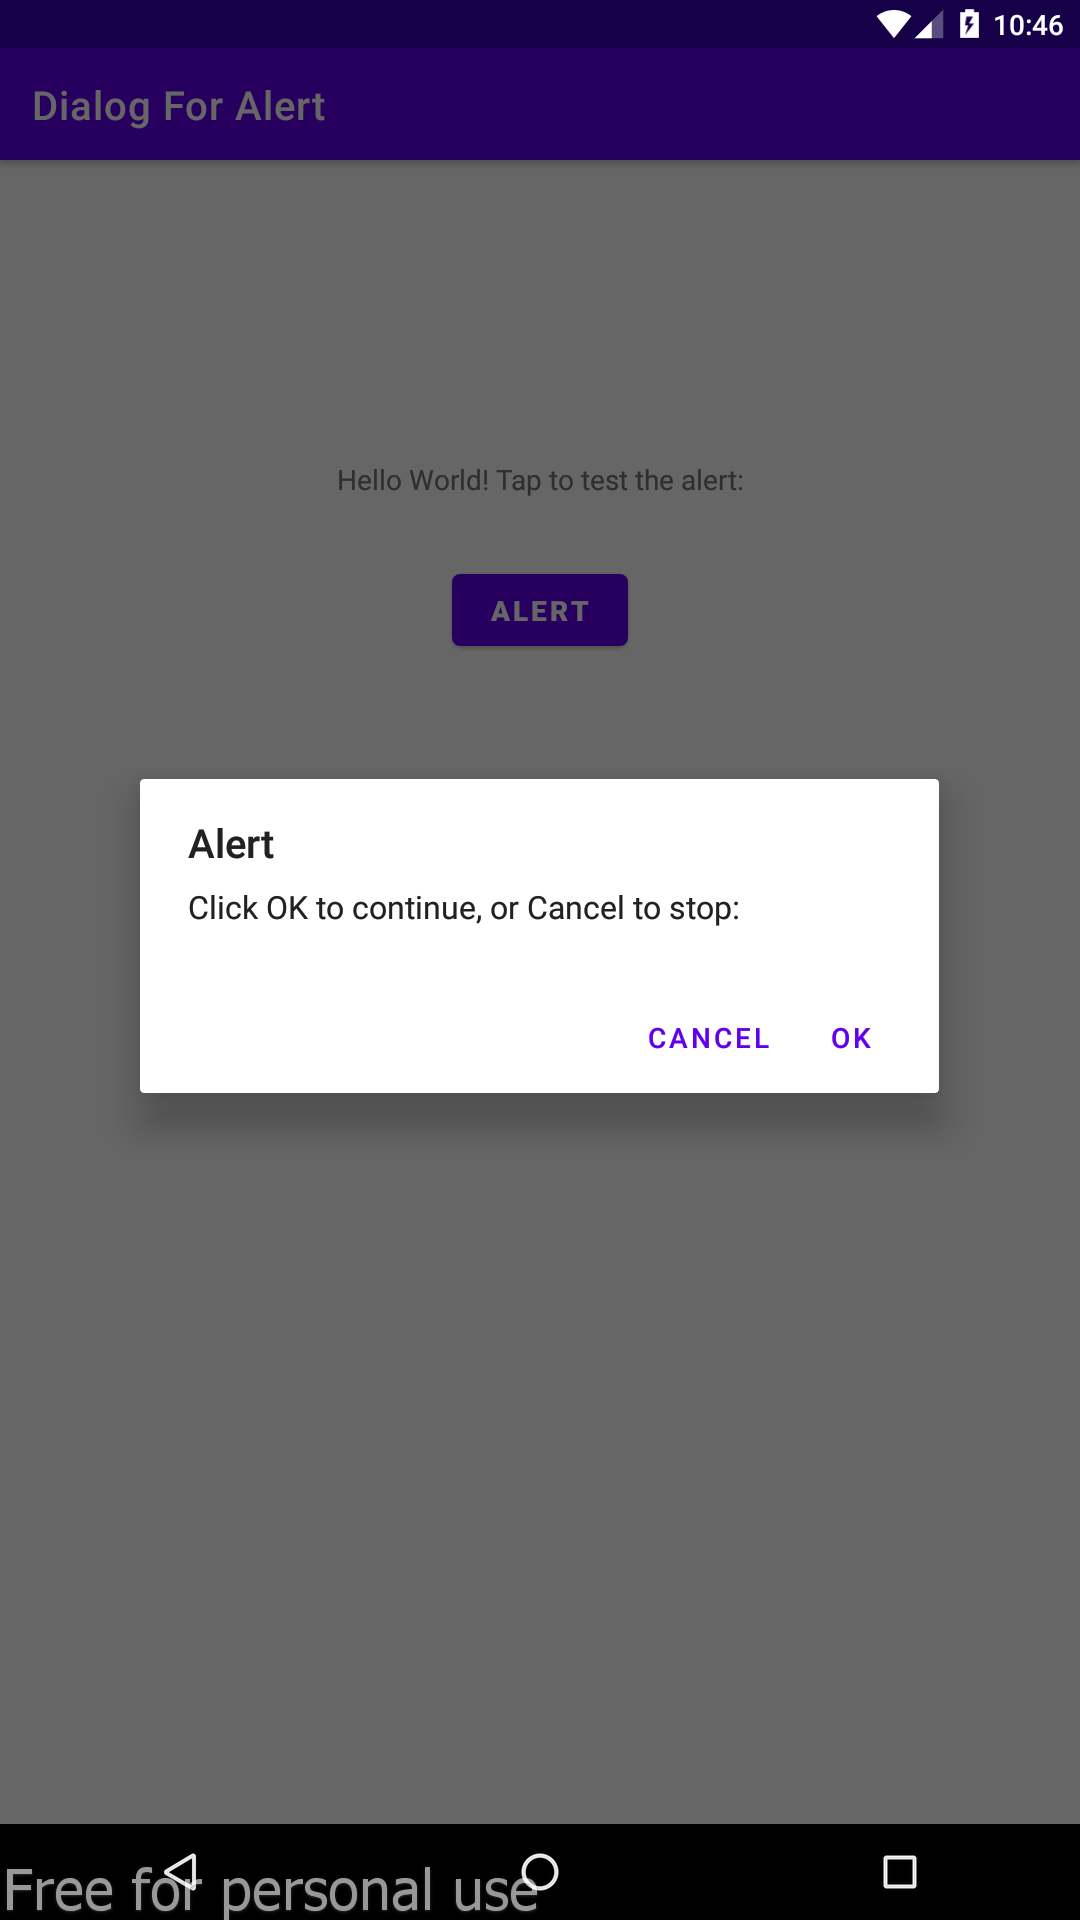 10:46
Dialog For Alert
Hello World! Tap to test the alert:
ALERT
Alert
Click OK to continue, or Cancel to stop:
CANCEL OK
Free for personal use